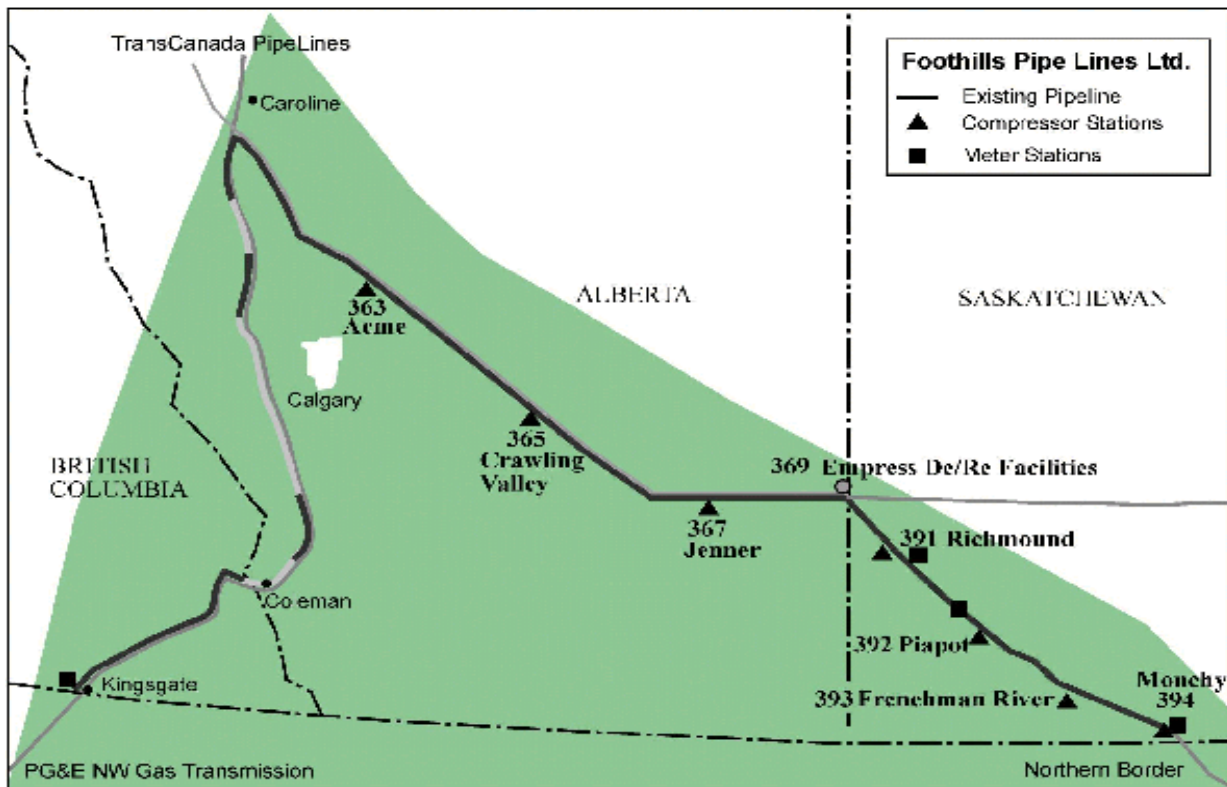 TransCanada PipeLines
Caroline
Foothills Pipe Lines Ltd.
Existing Pipeline
Compressor Stations
Meter Stations
363
Acme
ALBERTA
SASKATCHEWAN
Calgary
365
Crawling
Valley
BRITISH
COLUMBIA
369 Empress De/Re Facilities
367
Jenner
391 Richmound
Coleman
392 Piapot
Kingsgate
393 Frenchman River
Monchy
394
PG&E NW Gas Transmission
Northern Border